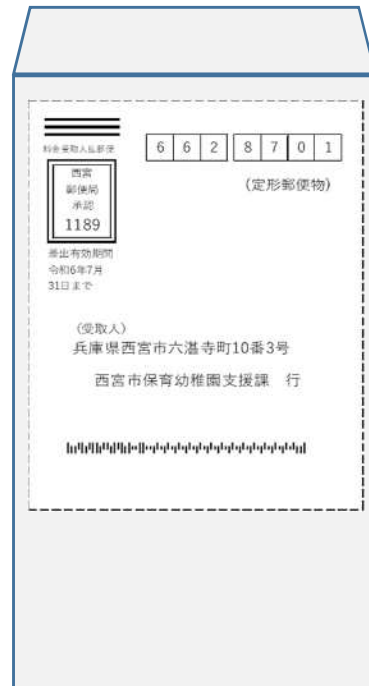 料金受取人払郵便
6 6 2 8 7 0 1
西宮
郵便局
承認
1189
(定形郵便物)
差出有効期間
令和6年7月
31日まで
（受取人）
兵庫県西宮市六湛寺町10番3号
西宮市保育幼稚園支援課　行